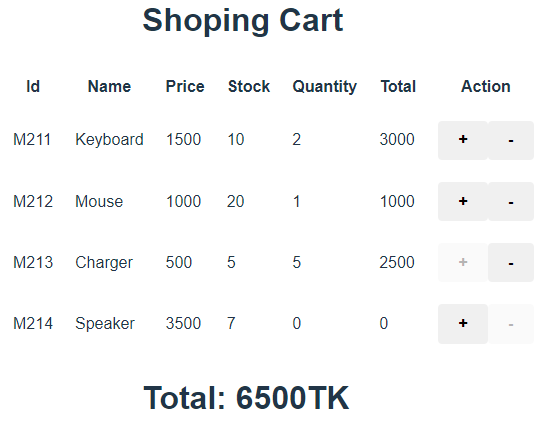 Shoping Cart
Id Name Price Stock Quantity Total Action
M211 Keyboard 1500 10 2 3000 + -
M212 Mouse 1000 20 1 1000 + -
M213 Charger 500 5 5 2500 + -
M214 Speaker 3500 7 0 0 + -
Total: 6500TK